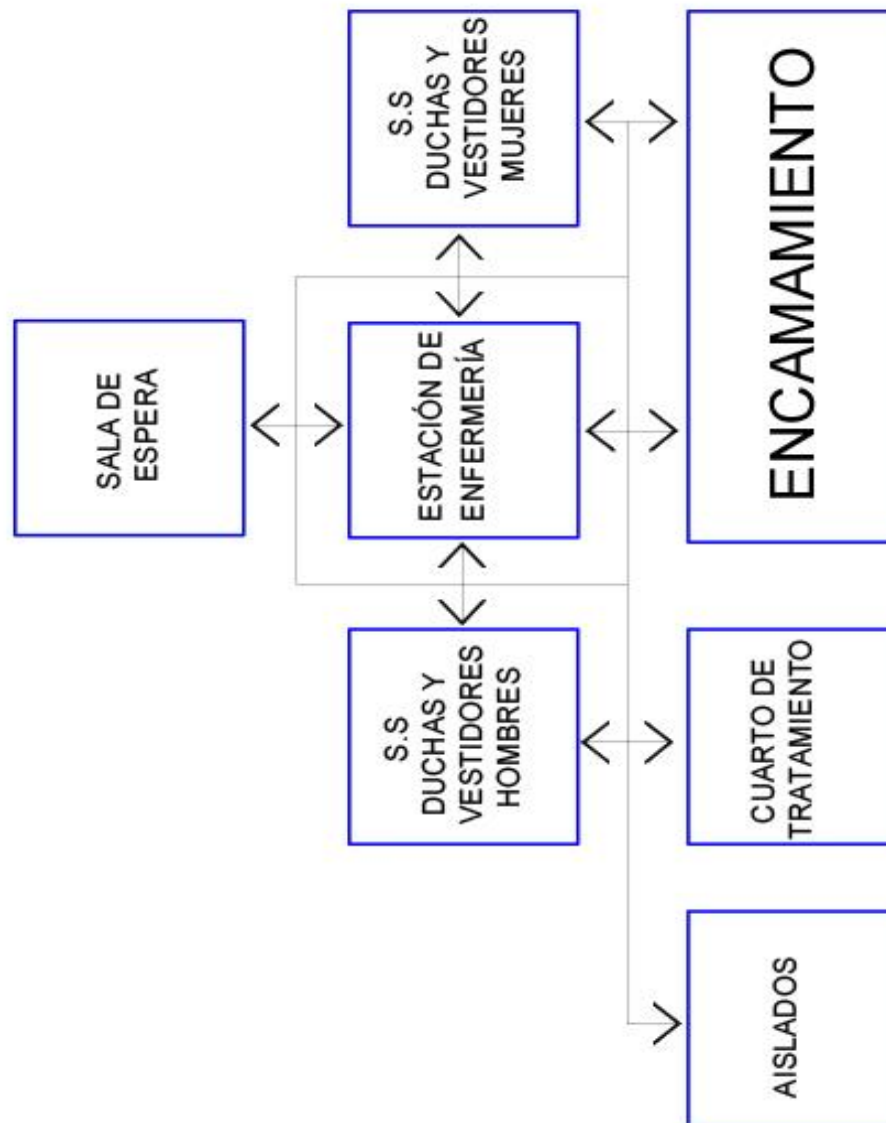 SALA DE
ESPERA
S.S
DUCHAS Y
VESTIDORES
HOMBRES
ESTACIÓN DE
ENFERMERÍA
S.S
DUCHAS Y
VESTIDORES
MUJERES
AISLADOS
CUARTO DE
TRATAMIENTO
ENCAMAMIENTO